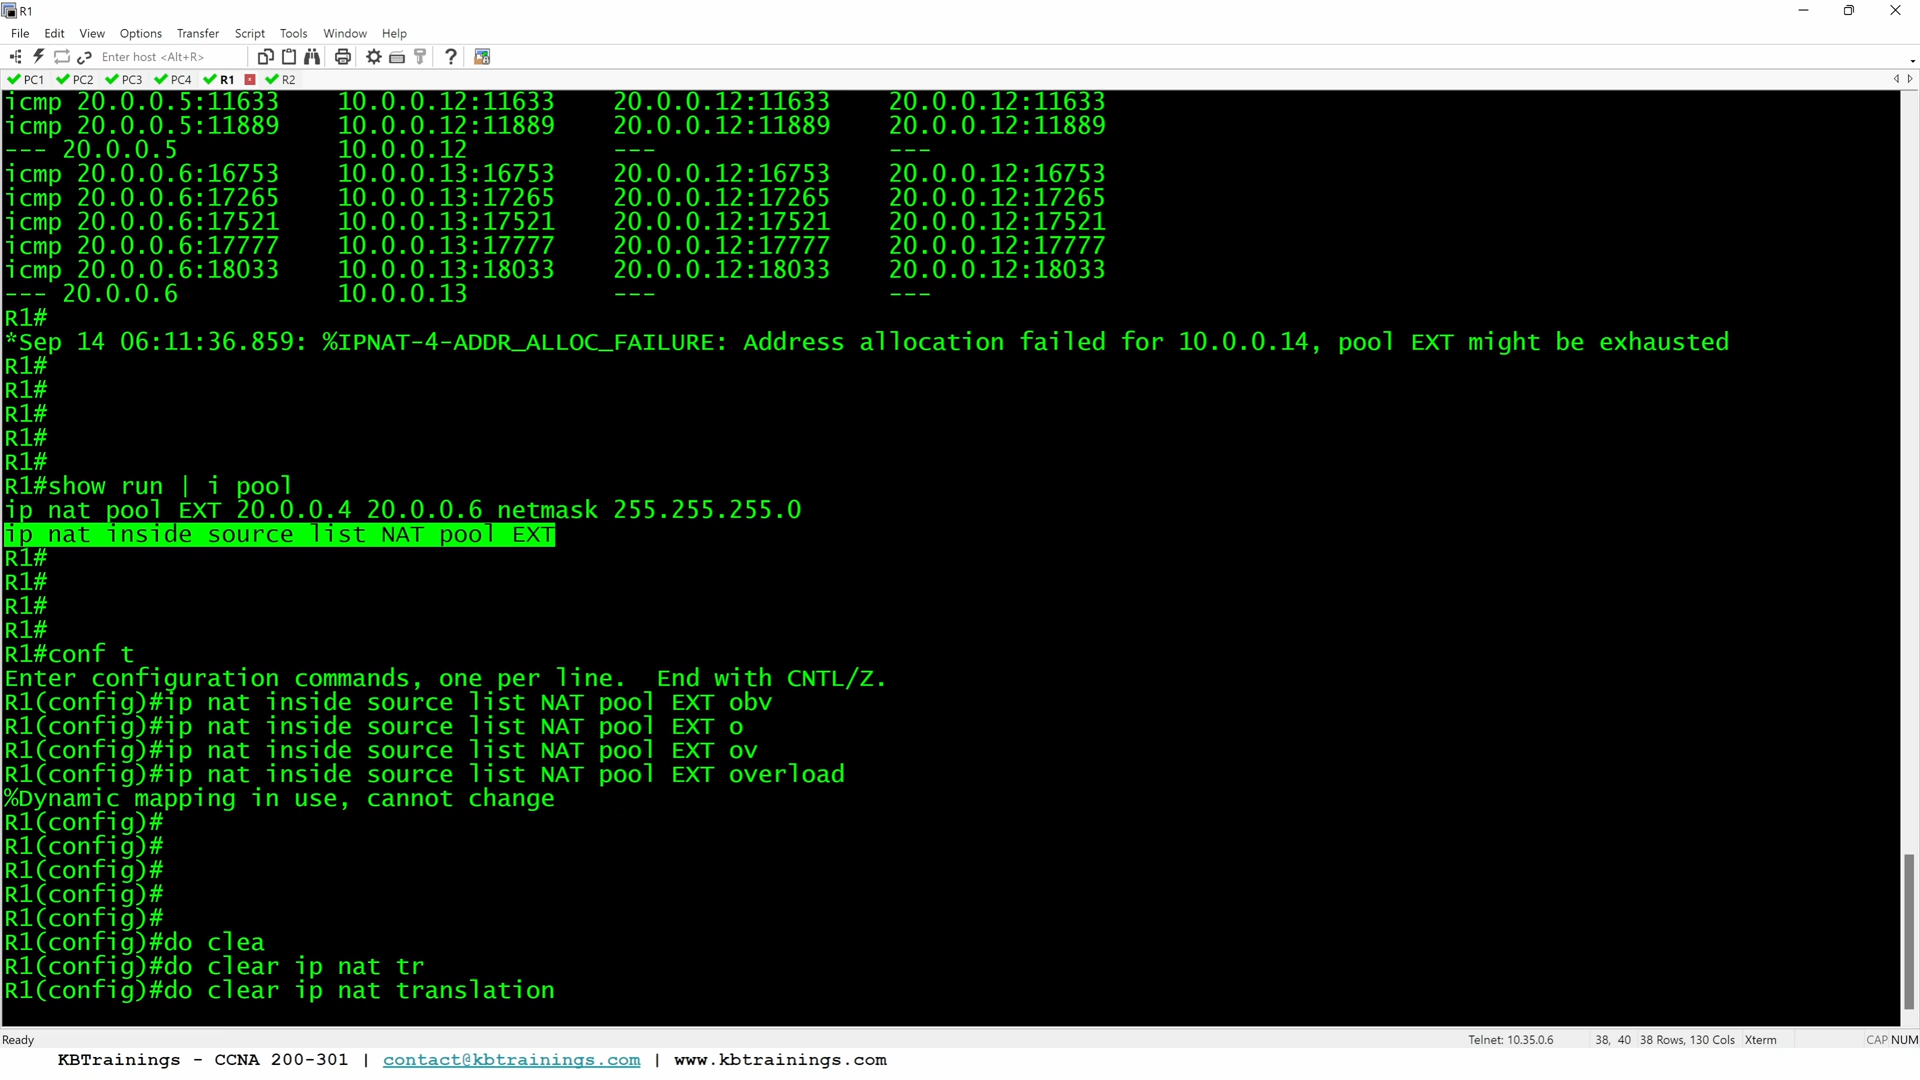 R1
File Edit View Options Transfer Script Tools Window Help
Enter host <Alt+R>
PC1 PC2 PC3 PC4 R1 R2
icmp 20.0.0.5:11633 10.0.0.12:11633 20.0.0.12:11633 20.0.0.12:11633
icmp 20.0.0.5:11889 10.0.0.12:11889 20.0.0.12:11889 20.0.0.12:11889
--- 20.0.0.5 10.0.0.12 --- ---
icmp 20.0.0.6:16753 10.0.0.13:16753 20.0.0.12:16753 20.0.0.12:16753
icmp 20.0.0.6:17265 10.0.0.13:17265 20.0.0.12:17265 20.0.0.12:17265
icmp 20.0.0.6:17521 10.0.0.13:17521 20.0.0.12:17521 20.0.0.12:17521
icmp 20.0.0.6:17777 10.0.0.13:17777 20.0.0.12:17777 20.0.0.12:17777
icmp 20.0.0.6:18033 10.0.0.13:18033 20.0.0.12:18033 20.0.0.12:18033
--- 20.0.0.6 10.0.0.13 --- ---
R1#
*Sep 14 06:11:36.859: %IPNAT-4-ADDR_ALLOC_FAILURE: Address allocation failed for 10.0.0.14, pool EXT might be exhausted
R1#
R1#
R1#
R1#
R1#
R1#show run | i pool
ip nat pool EXT 20.0.0.4 20.0.0.6 netmask 255.255.255.0
ip nat inside source list NAT pool EXT
R1#
R1#
R1#
R1#
R1#conf t
Enter configuration commands, one per line.  End with CNTL/Z.
R1(config)#ip nat inside source list NAT pool EXT obv
R1(config)#ip nat inside source list NAT pool EXT o
R1(config)#ip nat inside source list NAT pool EXT ov
R1(config)#ip nat inside source list NAT pool EXT overload
%Dynamic mapping in use, cannot change
R1(config)#
R1(config)#
R1(config)#
R1(config)#
R1(config)#
R1(config)#do clea
R1(config)#do clear ip nat tr
R1(config)#do clear ip nat translation
Ready Telnet: 10.35.0.6 38, 40 38 Rows, 130 Cols Xterm CAP NUM
KBTrainings - CCNA 200-301 | contact@kbtrainings.com | www.kbtrainings.com